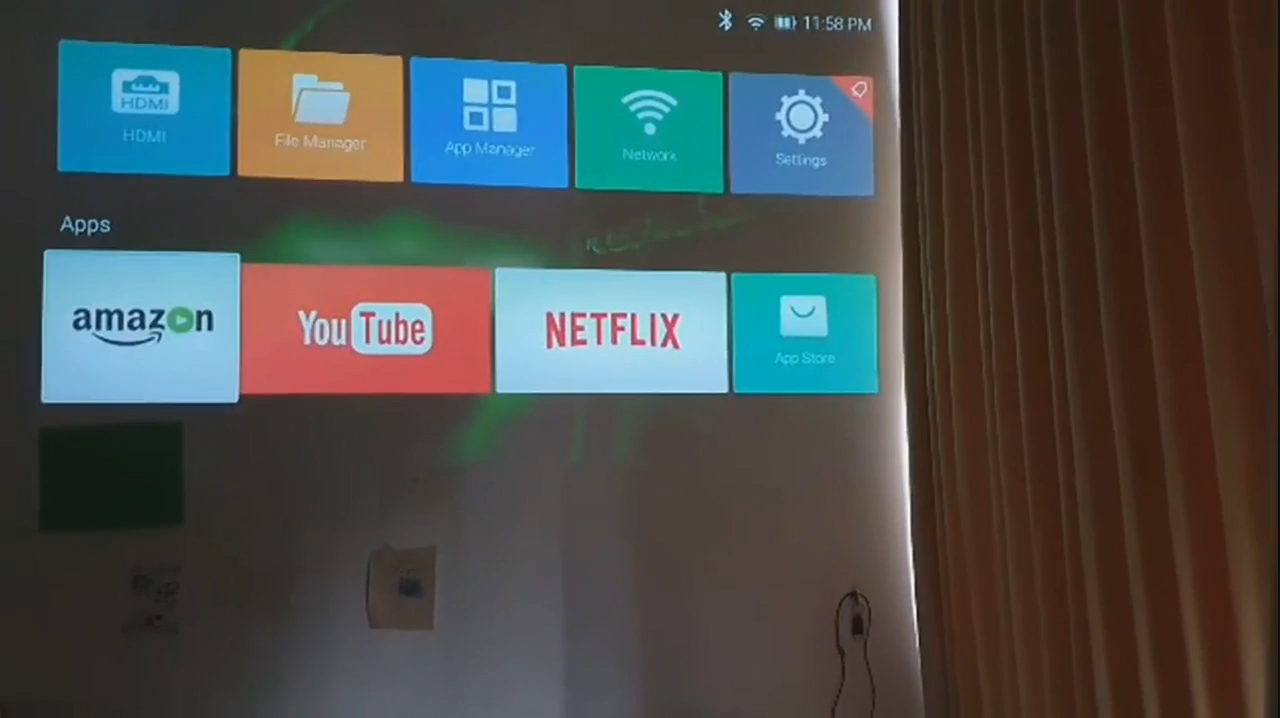 11:58 PM
HDMI
HDMI
File Manager
App Manager
Network
Settings
Apps
amazon
YouTube
NETFLIX
App Store